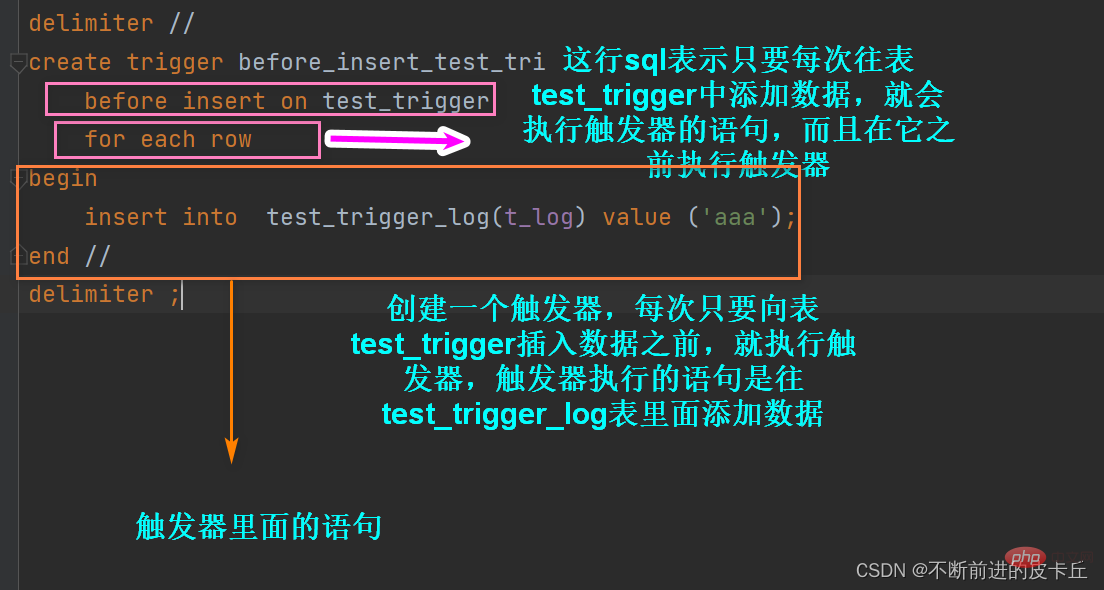 delimiter //
create trigger before_insert_test_tri
before insert on test_trigger
for each row
begin
insert into test_trigger_log(t_log) value ('aaa');
end //
delimiter ;
这行sql表示只要每次往表
test_trigger中添加数据，就会
执行触发器的语句，而且在它之
前执行触发器
创建一个触发器，每次只要向表
test_trigger插入数据之前，就执行触
发器，触发器执行的语句是往
test_trigger_log表里面添加数据
触发器里面的语句
php
CSDN @不断前进的皮卡丘